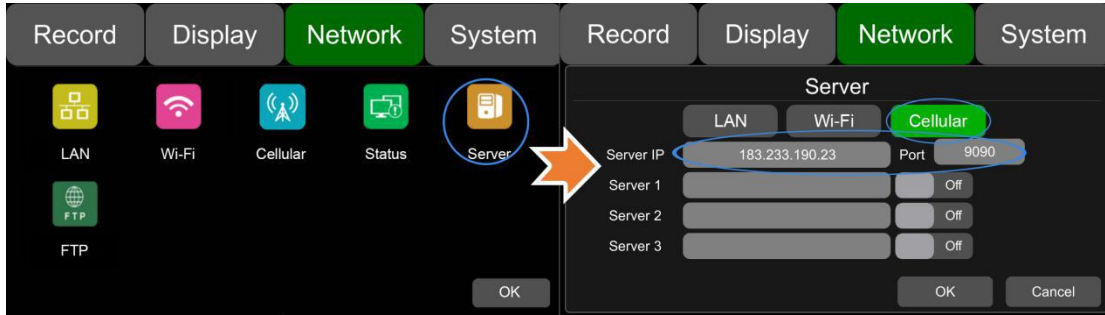 Record Display Network System
LAN Wi-Fi Cellular Status Server
FTP
FTP
OK
Record Display Network System
Server
LAN Wi-Fi Cellular
Server IP 183.233.190.23 Port 9090
Server 1 Off
Server 2 Off
Server 3 Off
OK Cancel